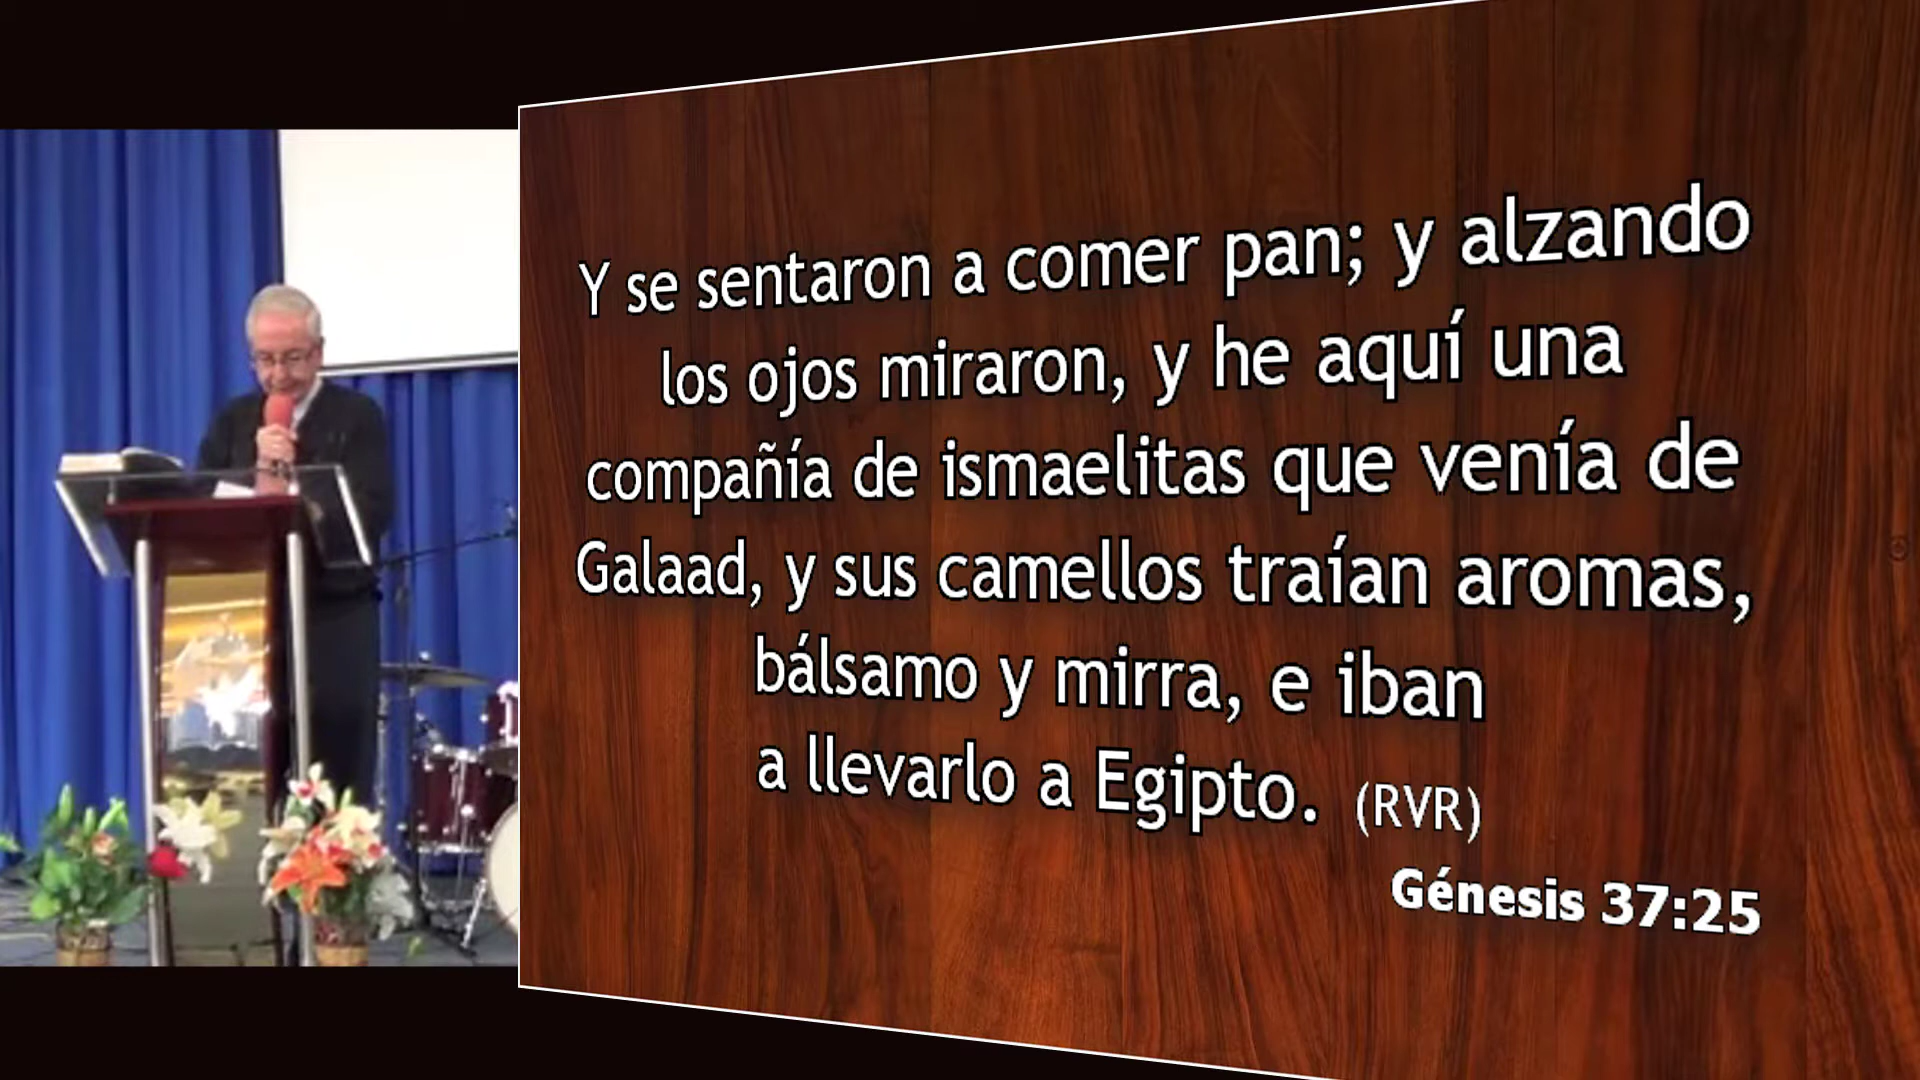 Y se sentaron a comer pan; y alzando
los ojos miraron, y he aquí una
compañía de ismaelitas que venía de
Galaad, y sus camellos traían aromas,
bálsamo y mirra, e iban
a llevarlo a Egipto. (RVR)
Génesis 37:25